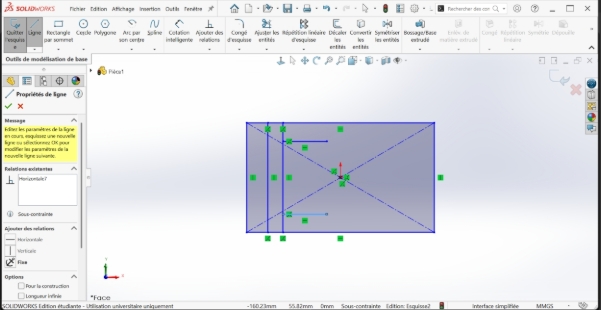 SOLIDWORKS Fichier Edition Affichage Insertion Outils Fenêtre
Rechercher des com
Quitter l'esquisse Ligne Rectangle par sommet Cercle Polygone Arc par son centre Spline Cotation intelligente Ajouter des relations Congé d'esquisse Ajuster les entités Répétition linéaire d'esquisse Décaler les entités Convertir les entités Symétriser les entités Bossage/Base extrudé Enlèv. de matière extrudé Congé Chanfrein Répétition linéaire Symétrie Coque Dépouille
Outils de modélisation de base
Pièce1
Propriétés de ligne
Message
Editez les paramètres de la ligne
en cours, esquissez une nouvelle
ligne ou sélectionnez OK pour
modifier les paramètres de la
nouvelle ligne suivante.
Relations existantes
Horizontale7
Sous-contrainte
Ajouter des relations
Horizontale
Verticale
Fixe
Options
Pour la construction
Longueur infinie
*Face
SOLIDWORKS Edition étudiante - Utilisation universitaire uniquement -160.23mm 55.82mm 0mm Sous-contrainte Edition: Esquisse2 Interface simplifiée MMGS